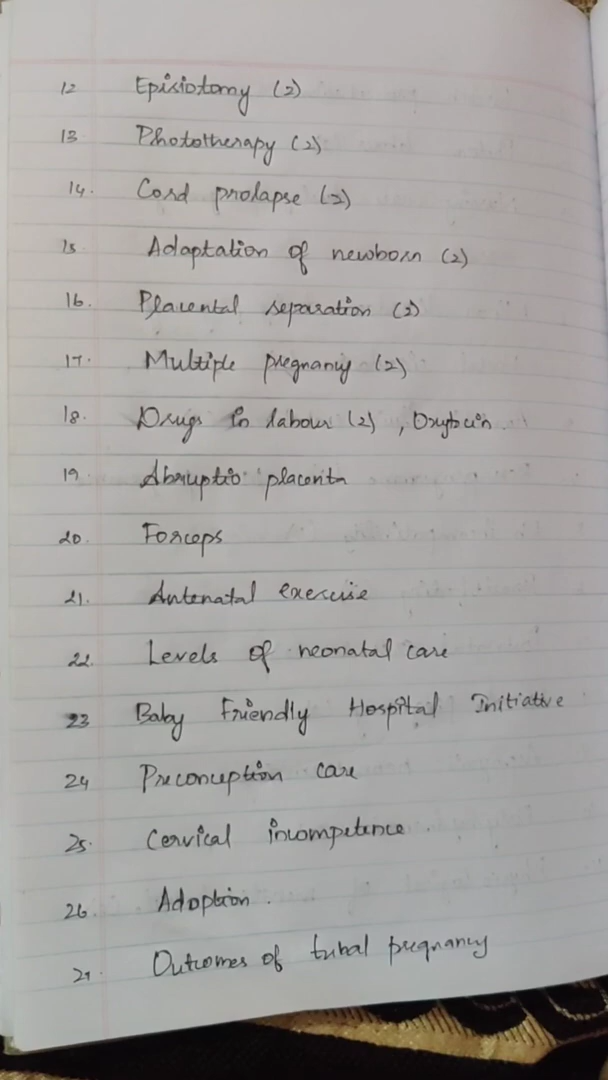 12 Episiotomy (2)
13 Phototherapy (2)
14. Cord prolapse (2)
15 Adaptation of newborn (2)
16. Placental separation (2)
17. Multiple pregnancy (2)
18. Drugs in labour (2), Oxytocin.
19. Abruptio placenta
20. Forceps
21. Antenatal exercise
22. Levels of neonatal care
23 Baby Friendly Hospital Initiative
24 Preconception care
25. Cervical incompetence.
26. Adoption.
27. Outcomes of tubal pregnancy